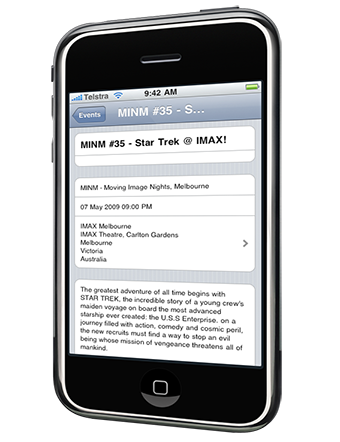 Telstra 9:42 AM
Events MINM #35 - S...
MINM #35 - Star Trek @ IMAX!
MINM - Moving Image Nights, Melbourne
07 May 2009 09:00 PM
IMAX Melbourne
IMAX Theatre, Carlton Gardens
Melbourne
Victoria
Australia
The greatest adventure of all time begins with
STAR TREK, the incredible story of a young crew's
maiden voyage on board the most advanced
starship ever created: the U.S.S Enterprise. on a
journey filled with action, comedy and cosmic peril,
the new recruits must find a way to stop an evil
being whose mission of vengeance threatens all of
mankind.